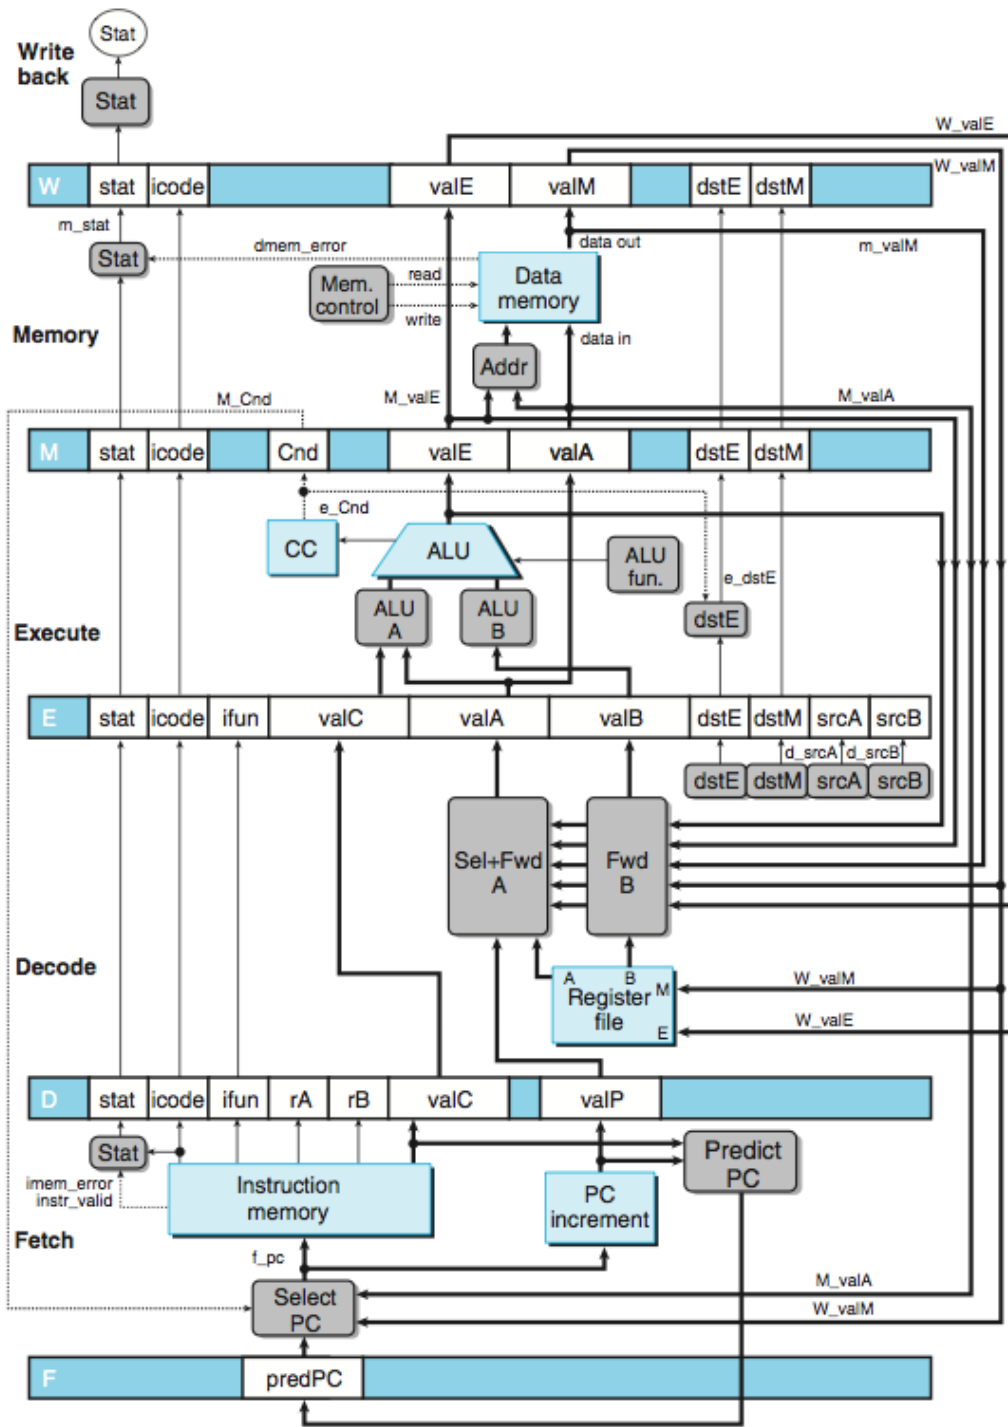 Stat
Write
back
Stat
W_valE
W_valM
W
stat
icode
valE
valM
dstE
dstM
m_stat
data out
m_valM
dmem_error
Stat
Mem.
control
read
write
Data
memory
Memory
data in
Addr
M_Cnd
M_valE
M_valA
M
stat
icode
Cnd
valE
valA
dstE
dstM
e_Cnd
CC
ALU
ALU
fun.
e_dstE
ALU
A
ALU
B
dstE
Execute
E
stat
icode
ifun
valC
valA
valB
dstE
dstM
srcA
srcB
d_srcA
d_srcB
dstE
dstM
srcA
srcB
Sel+Fwd
A
Fwd
B
Decode
A
B
M
E
Register
file
W_valM
W_valE
D
stat
icode
ifun
rA
rB
valC
valP
Stat
Predict
PC
imem_error
instr_valid
Instruction
memory
PC
increment
Fetch
f_pc
Select
PC
M_valA
W_valM
F
predPC